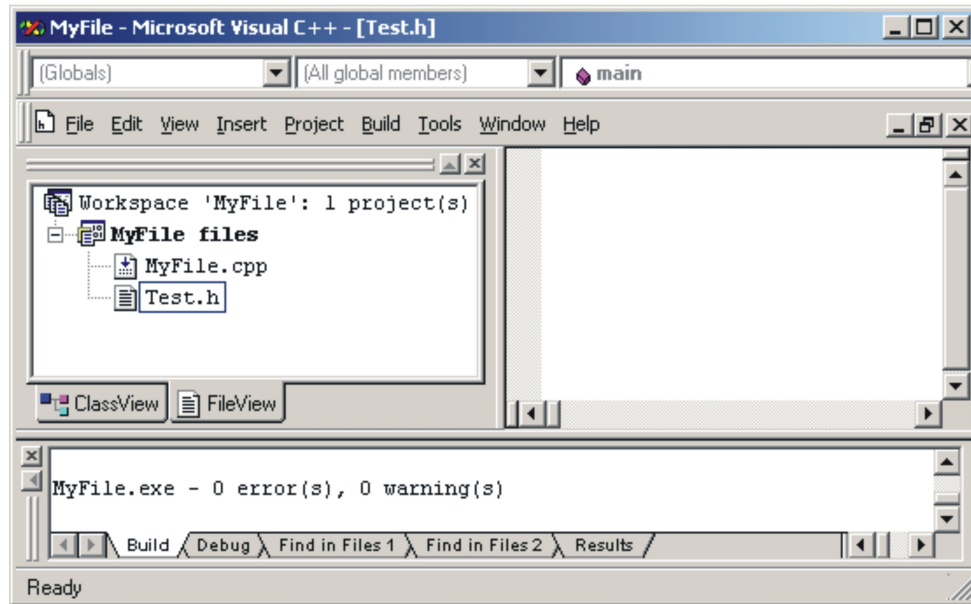 MyFile - Microsoft Visual C++ - [Test.h]
(Globals) (All global members) main
File Edit View Insert Project Build Tools Window Help
Workspace 'MyFile': 1 project(s)
MyFile files
MyFile.cpp
Test.h
ClassView FileView
MyFile.exe - 0 error(s), 0 warning(s)
Build Debug Find in Files 1 Find in Files 2 Results
Ready